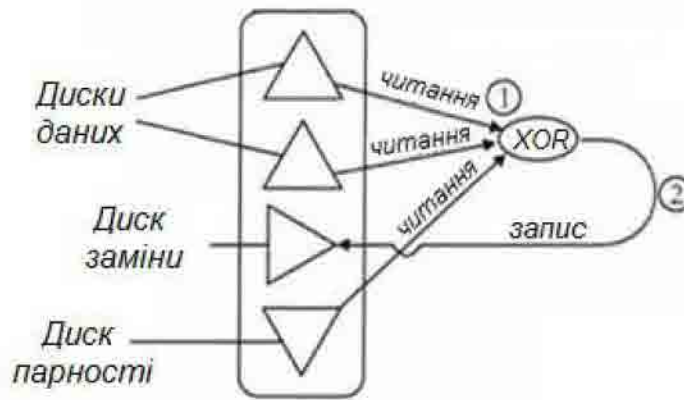 Диски
даних
Диск
заміни
Диск
парності
читання
1
читання
читання
XOR
2
запис